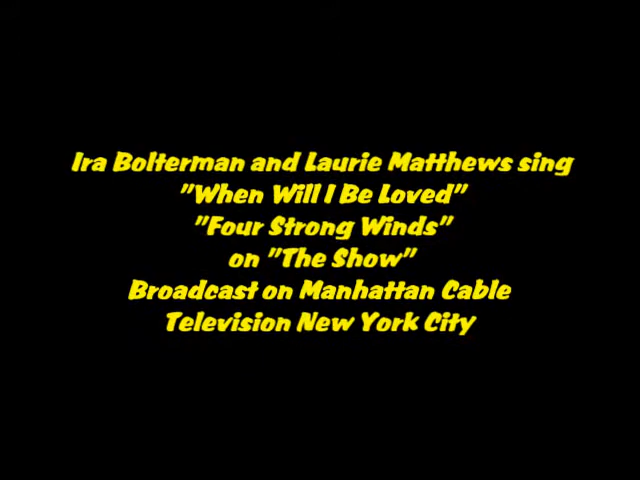 Ira Bolterman and Laurie Matthews sing
"When Will I Be Loved"
"Four Strong Winds"
on "The Show"
Broadcast on Manhattan Cable
Television New York City